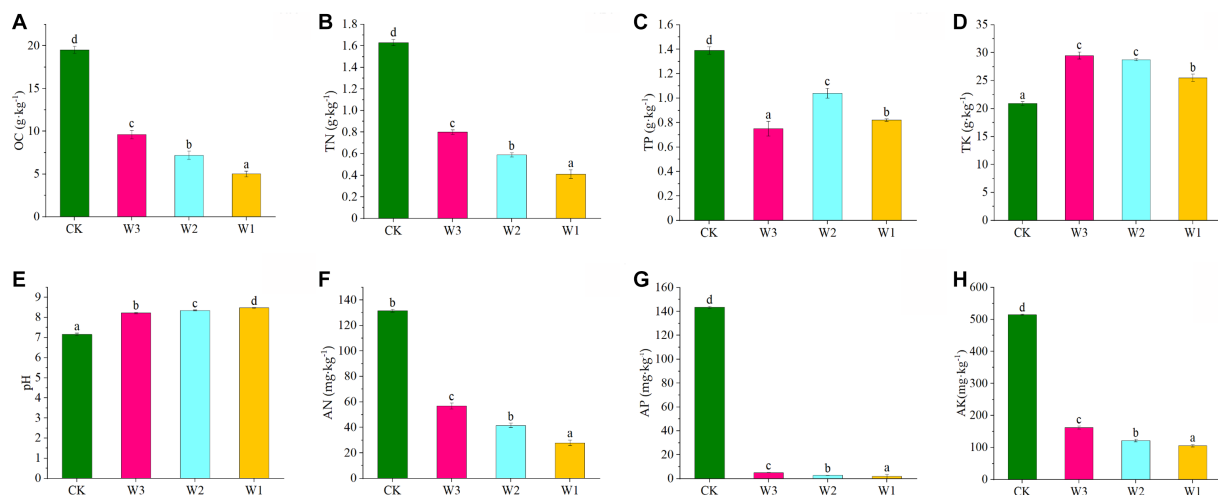 A
OC (g·kg⁻¹)
20
15
10
5
0
d
c
b
a
CK W3 W2 W1
B
TN (g·kg⁻¹)
1.8
1.6
1.4
1.2
1.0
0.8
0.6
0.4
0.2
0.0
d
c
b
a
CK W3 W2 W1
C
TP (g·kg⁻¹)
1.6
1.4
1.2
1.0
0.8
0.6
0.4
0.2
0.0
d
a
c
b
CK W3 W2 W1
D
TK (g·kg⁻¹)
35
30
25
20
15
10
5
0
a
c
c
b
CK W3 W2 W1
E
pH
9
8
7
6
5
4
3
2
1
0
a
b
c
d
CK W3 W2 W1
F
AN (mg·kg⁻¹)
140
120
100
80
60
40
20
0
b
c
b
a
CK W3 W2 W1
G
AP (mg·kg⁻¹)
160
140
120
100
80
60
40
20
0
d
c
b
a
CK W3 W2 W1
H
AK(mg·kg⁻¹)
600
500
400
300
200
100
0
d
c
b
a
CK W3 W2 W1